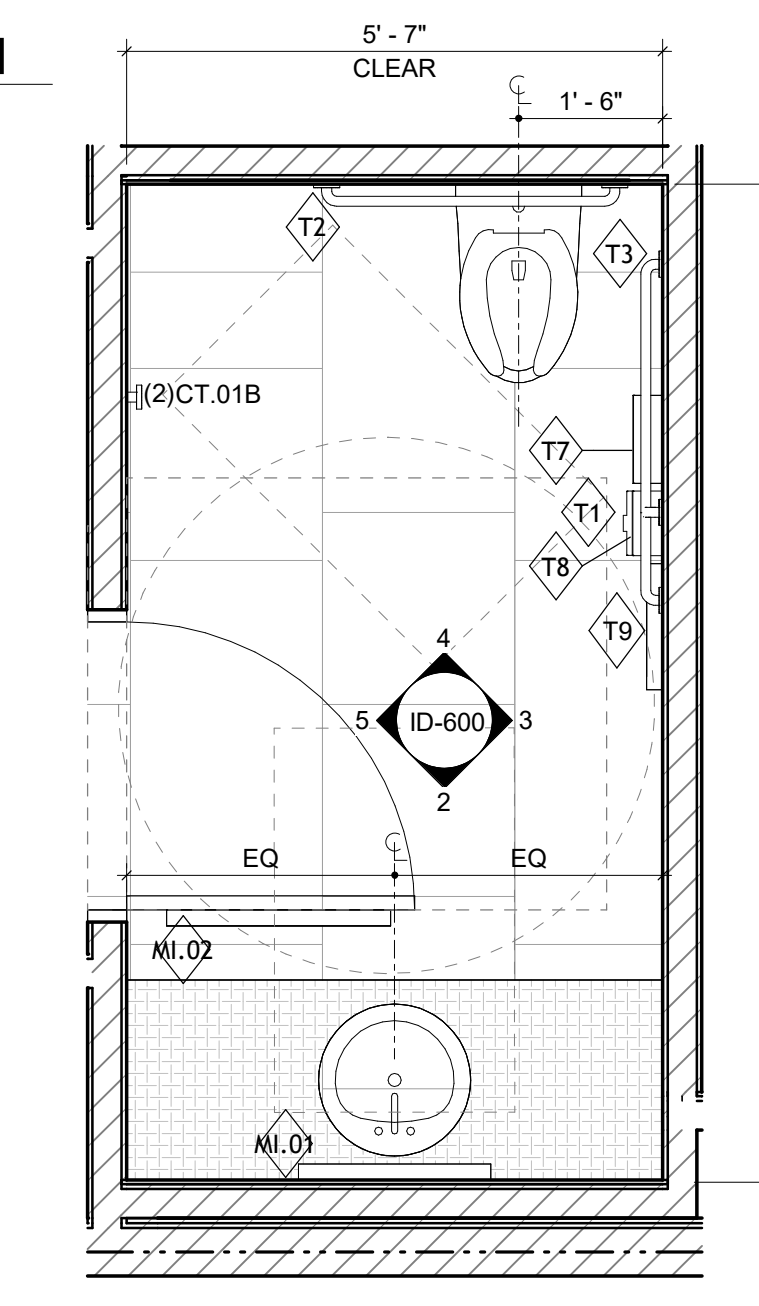 5' - 7"
CLEAR
1' - 6"
T2
T3
(2)CT.01B
T7
T1
T8
T9
4
5
ID-600
3
2
EQ
EQ
MI.02
MI.01